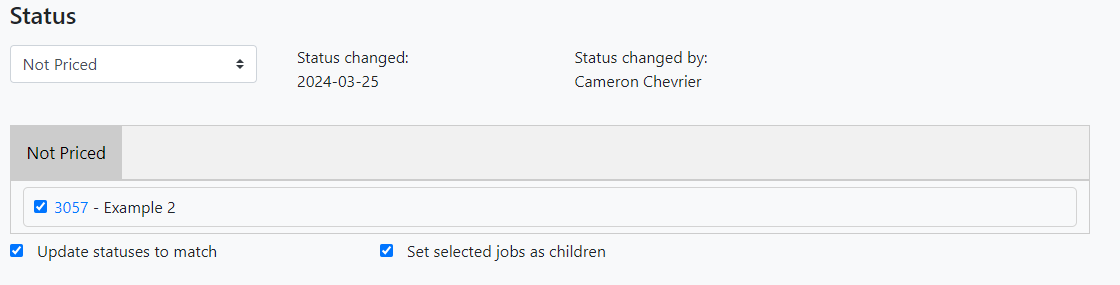 Status
Not Priced
Status changed:
2024-03-25
Status changed by:
Cameron Chevrier
Not Priced
3057 - Example 2
Update statuses to match
Set selected jobs as children